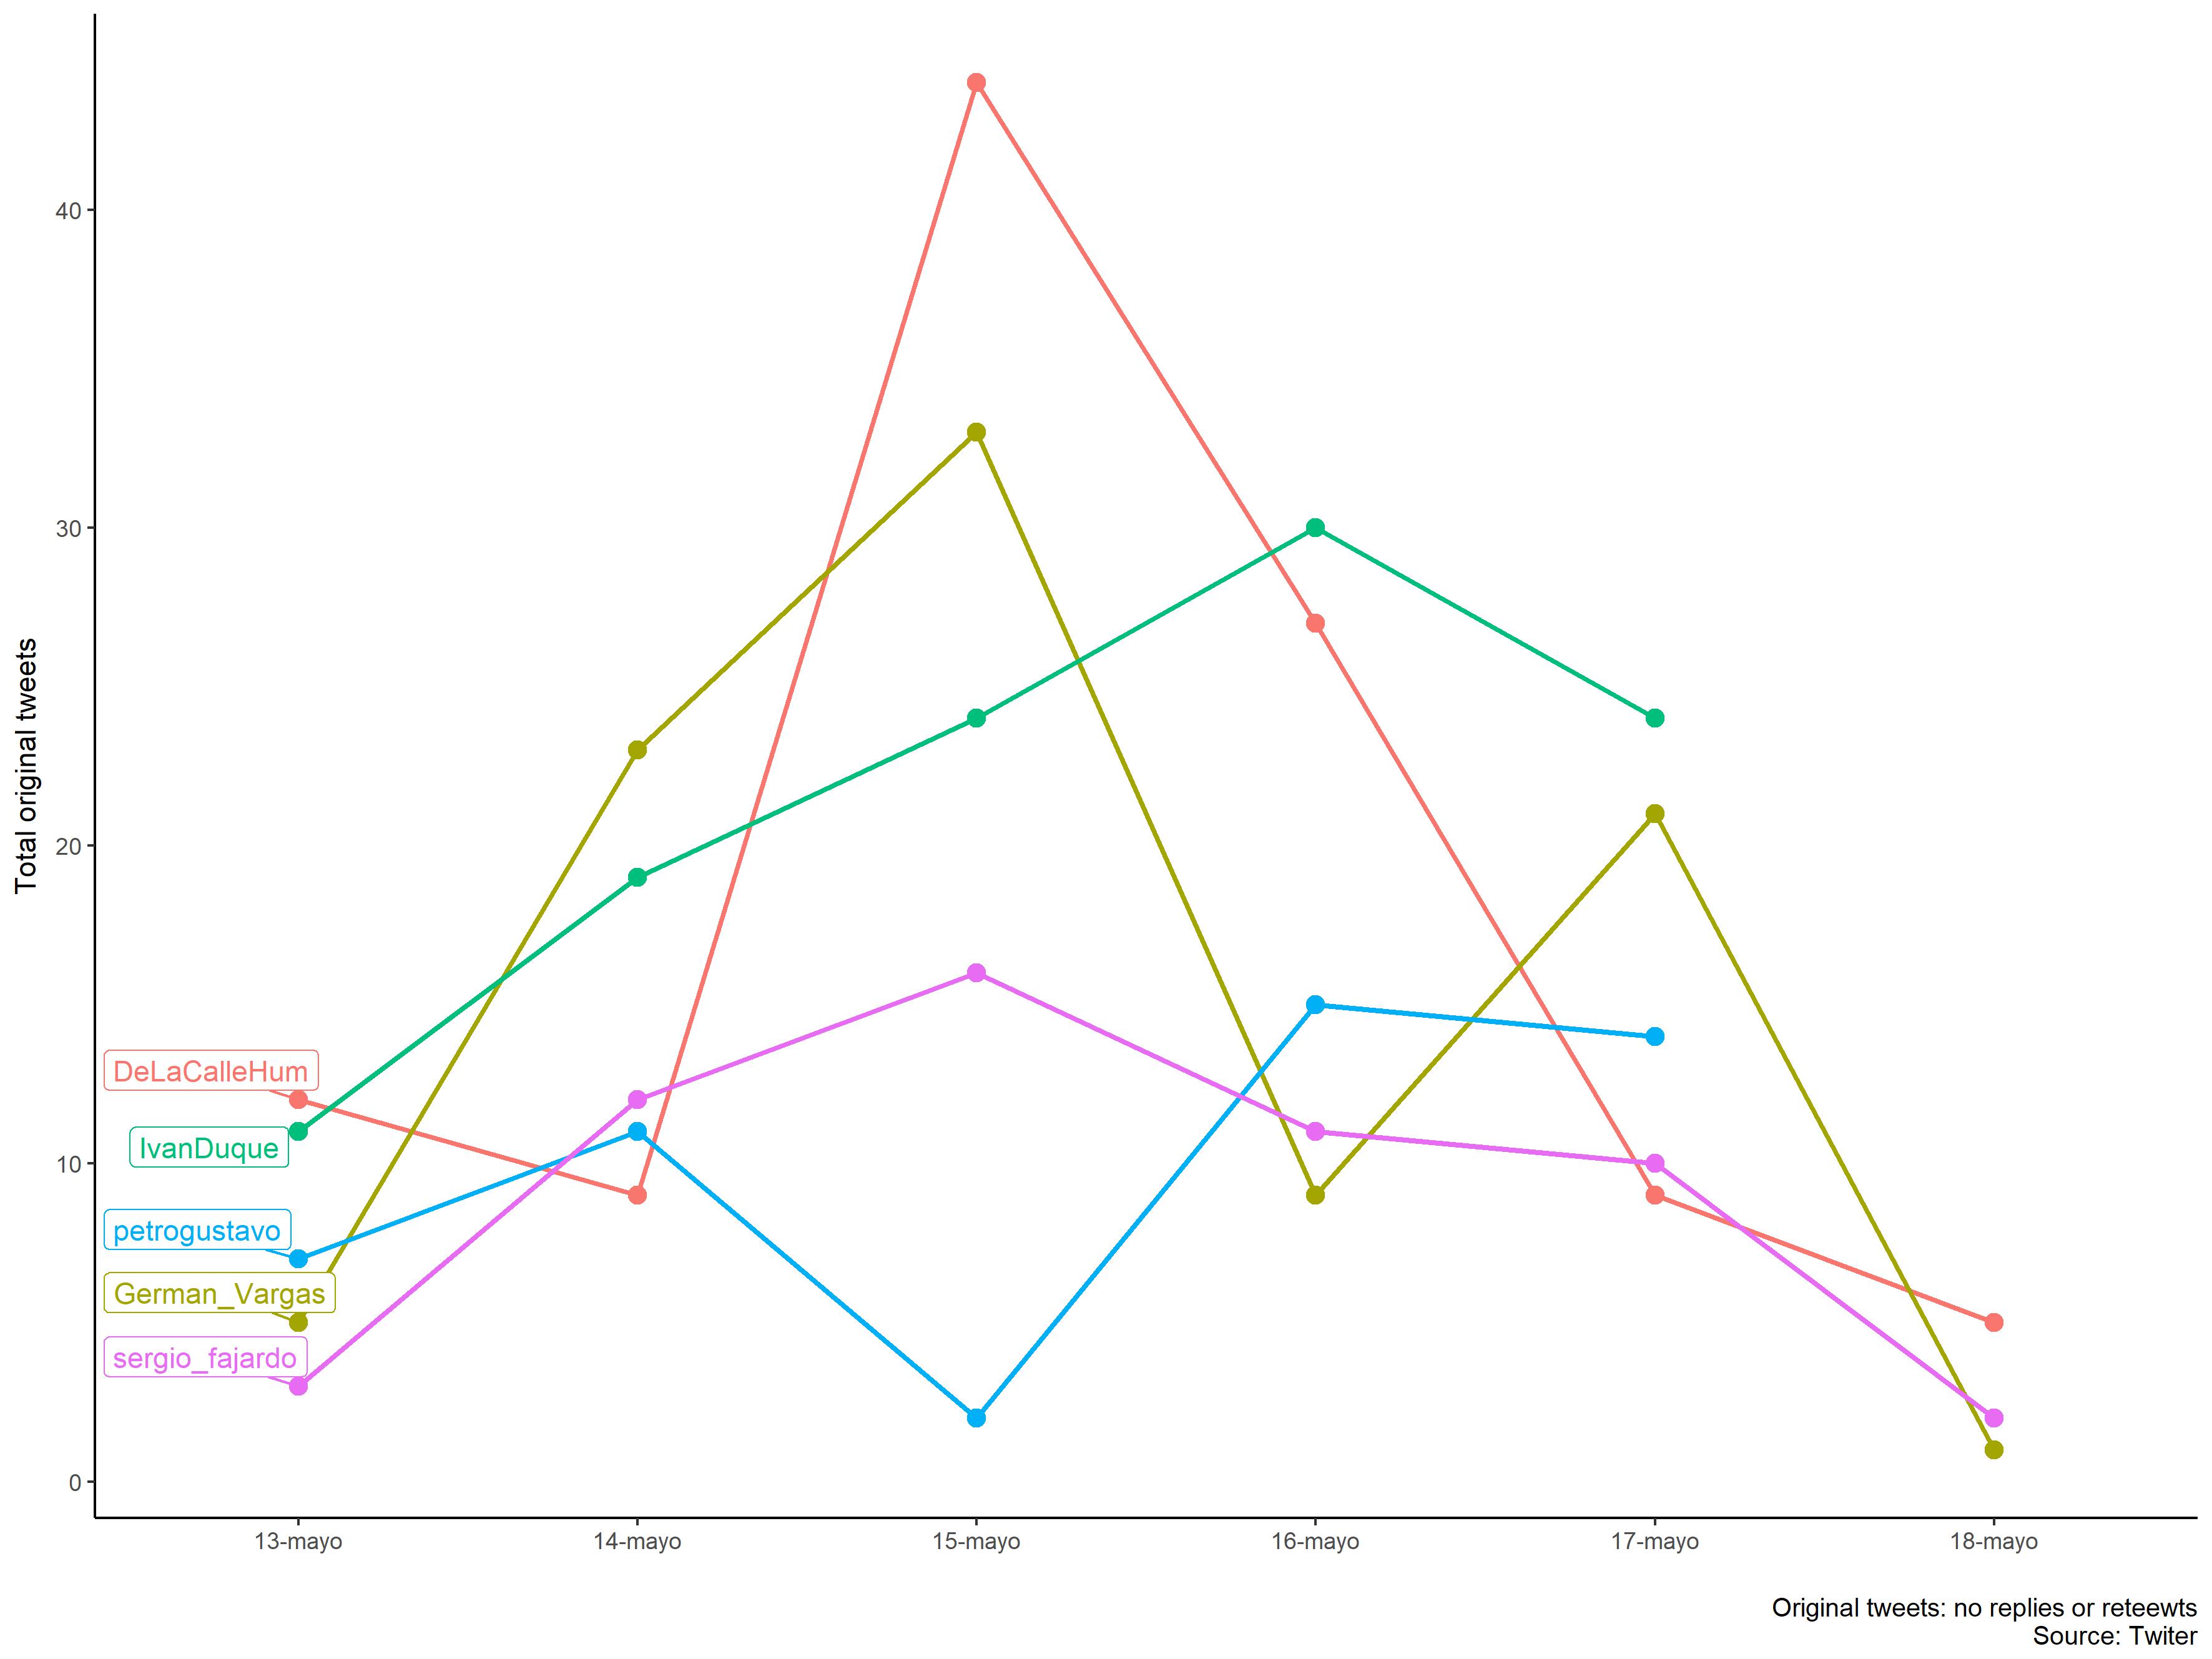 Total original tweets
40
30
20
10
0
DeLaCalleHum
IvanDuque
petrogustavo
German_Vargas
sergio_fajardo
13-mayo
14-mayo
15-mayo
16-mayo
17-mayo
18-mayo
Original tweets: no replies or reteewts
Source: Twiter